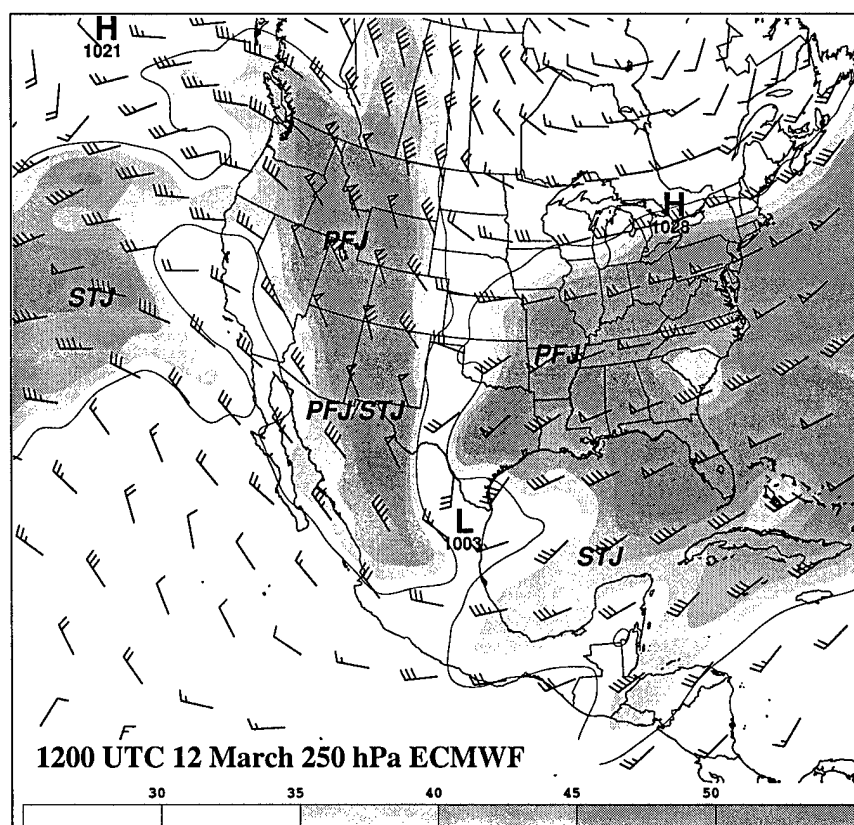 H
1021
H
1028
PFJ
STJ
PFJ
PFJ/STJ
L
1003
STJ
F
1200 UTC 12 March 250 hPa ECMWF
30 35 40 45 50